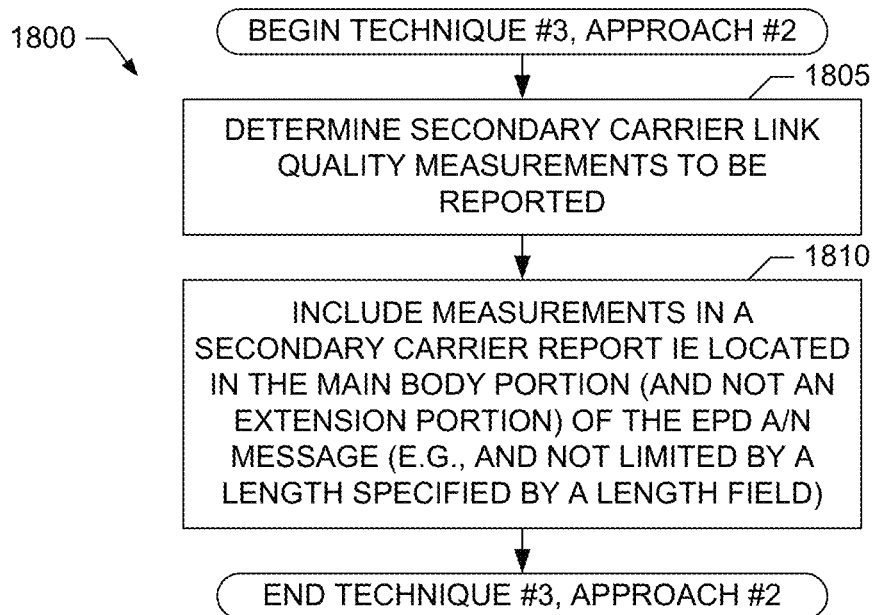 1800
BEGIN TECHNIQUE #3, APPROACH #2
1805
DETERMINE SECONDARY CARRIER LINK
QUALITY MEASUREMENTS TO BE
REPORTED
1810
INCLUDE MEASUREMENTS IN A
SECONDARY CARRIER REPORT IE LOCATED
IN THE MAIN BODY PORTION (AND NOT AN
EXTENSION PORTION) OF THE EPD A/N
MESSAGE (E.G., AND NOT LIMITED BY A
LENGTH SPECIFIED BY A LENGTH FIELD)
END TECHNIQUE #3, APPROACH #2